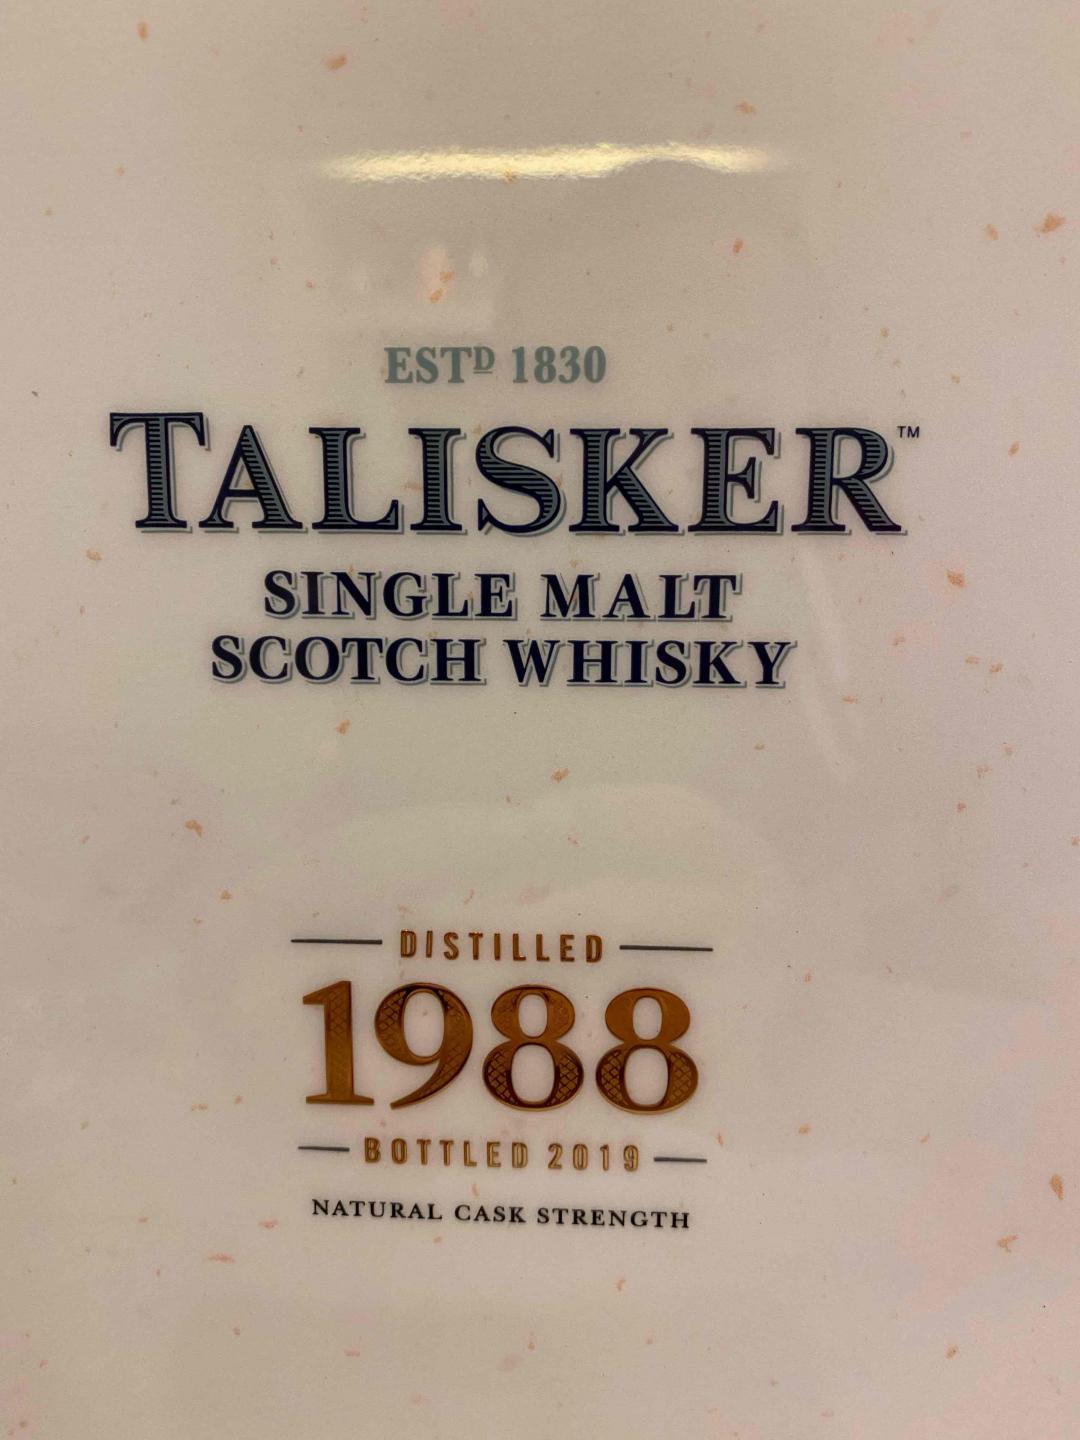 ESTD 1830
TALISKER™
SINGLE MALT
SCOTCH WHISKY
DISTILLED
1988
BOTTLED 2019
NATURAL CASK STRENGTH